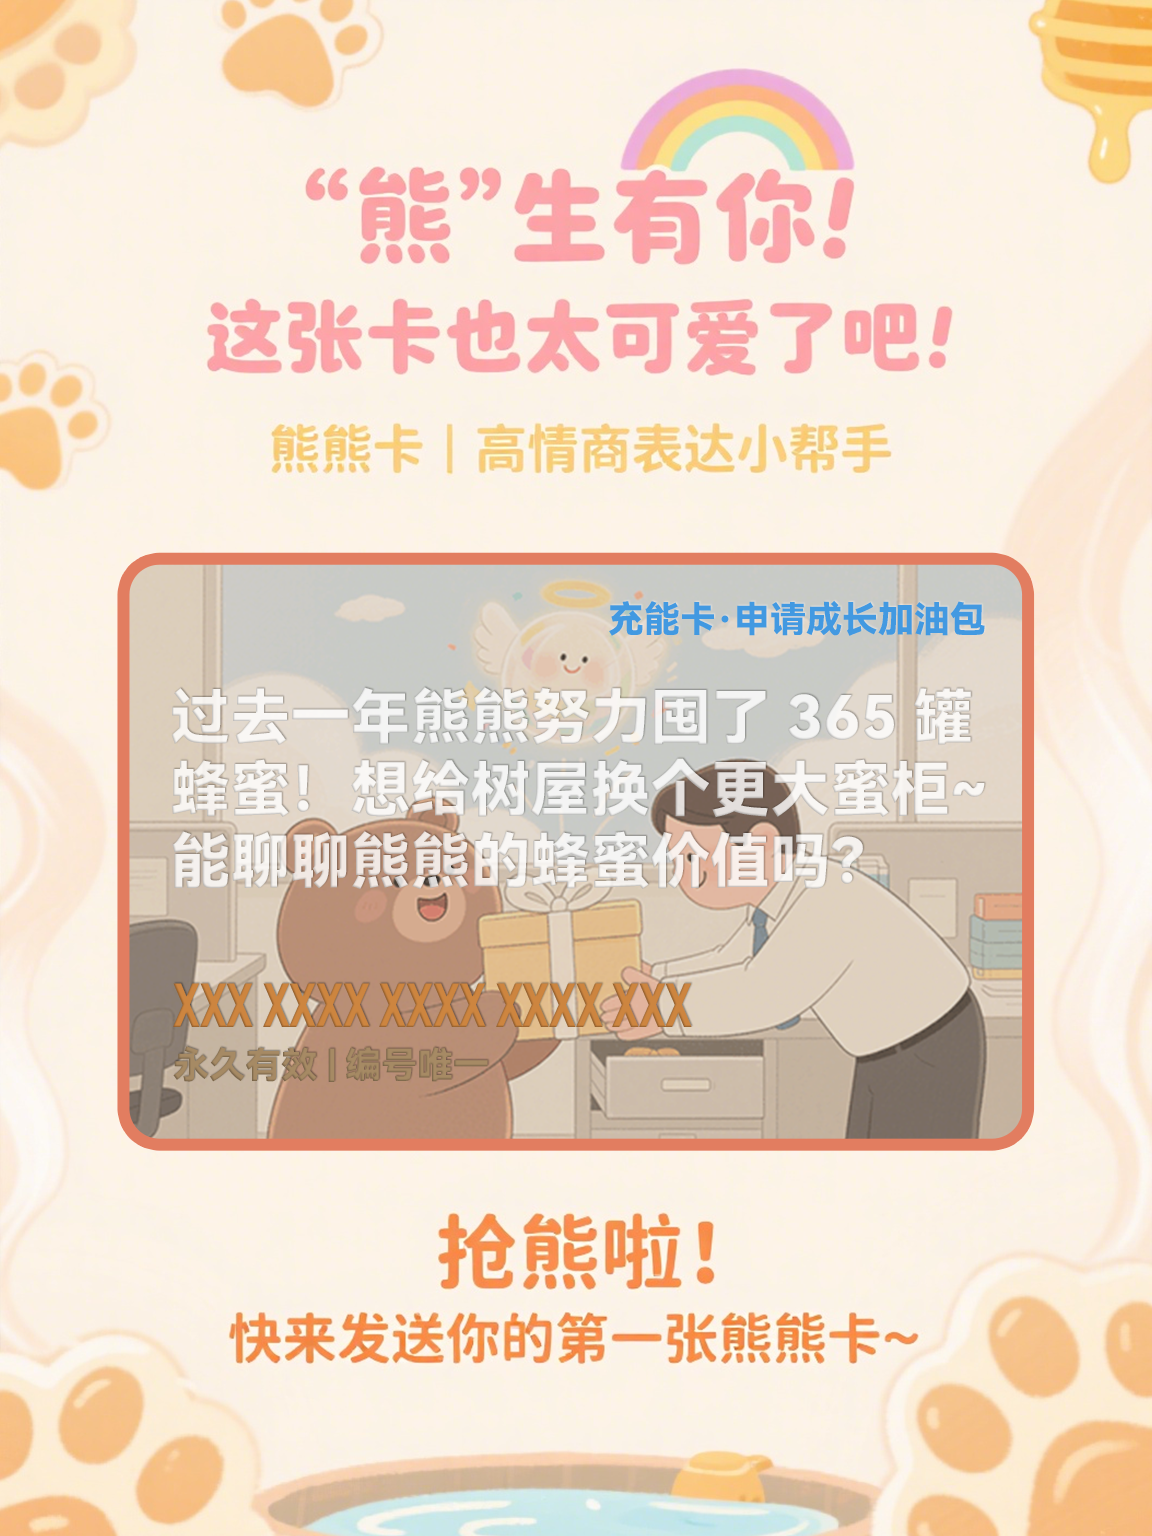 “熊”生有你!
这张卡也太可爱了吧!
熊熊卡 | 高情商表达小帮手
充能卡·申请成长加油包
过去一年熊熊努力囤了 365 罐
蜂蜜！想给树屋换个更大蜜柜~
能聊聊熊熊的蜂蜜价值吗？
XXX XXXX XXXX XXXX XXX
永久有效 | 编号唯一
抢熊啦！
快来发送你的第一张熊熊卡~